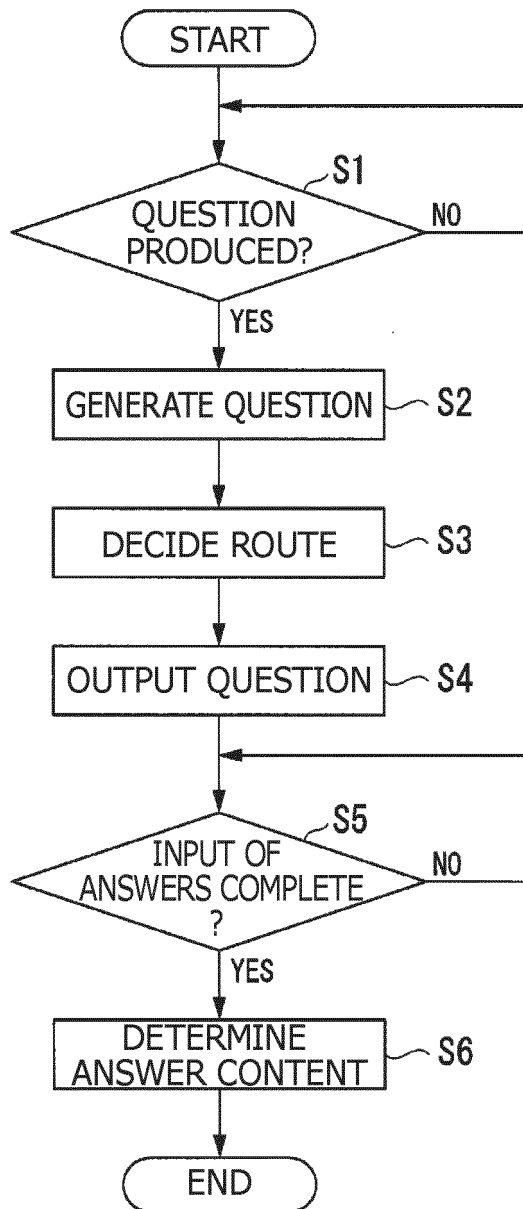 START
S1
QUESTION
PRODUCED?
NO
YES
GENERATE QUESTION
S2
DECIDE ROUTE
S3
OUTPUT QUESTION
S4
S5
INPUT OF
ANSWERS COMPLETE
?
NO
YES
DETERMINE
ANSWER CONTENT
S6
END